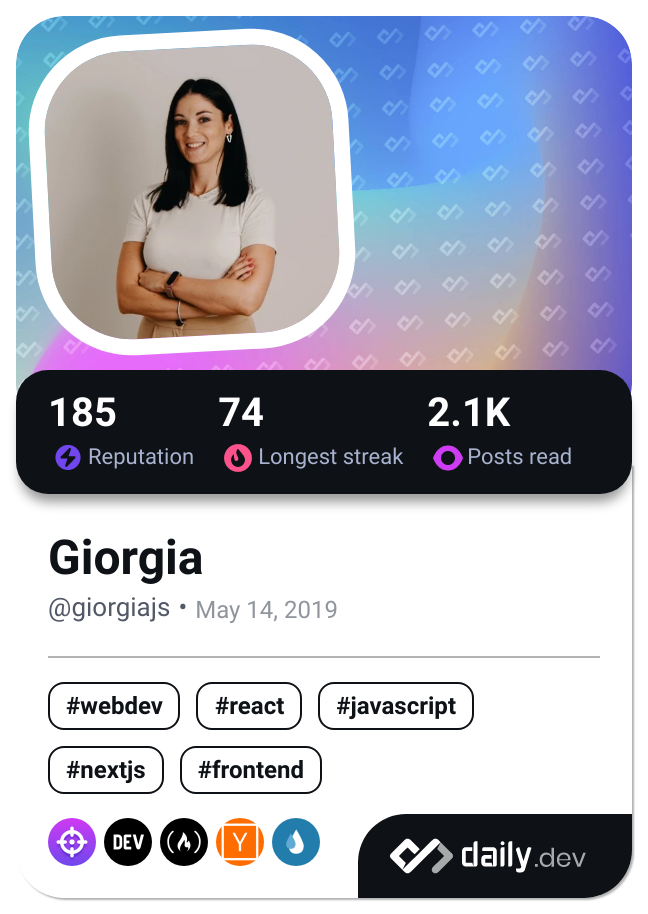 185 74 2.1K
Reputation Longest streak Posts read
Giorgia
@giorgiajs • May 14, 2019
#webdev #react #javascript
#nextjs #frontend
DEV Y daily.dev